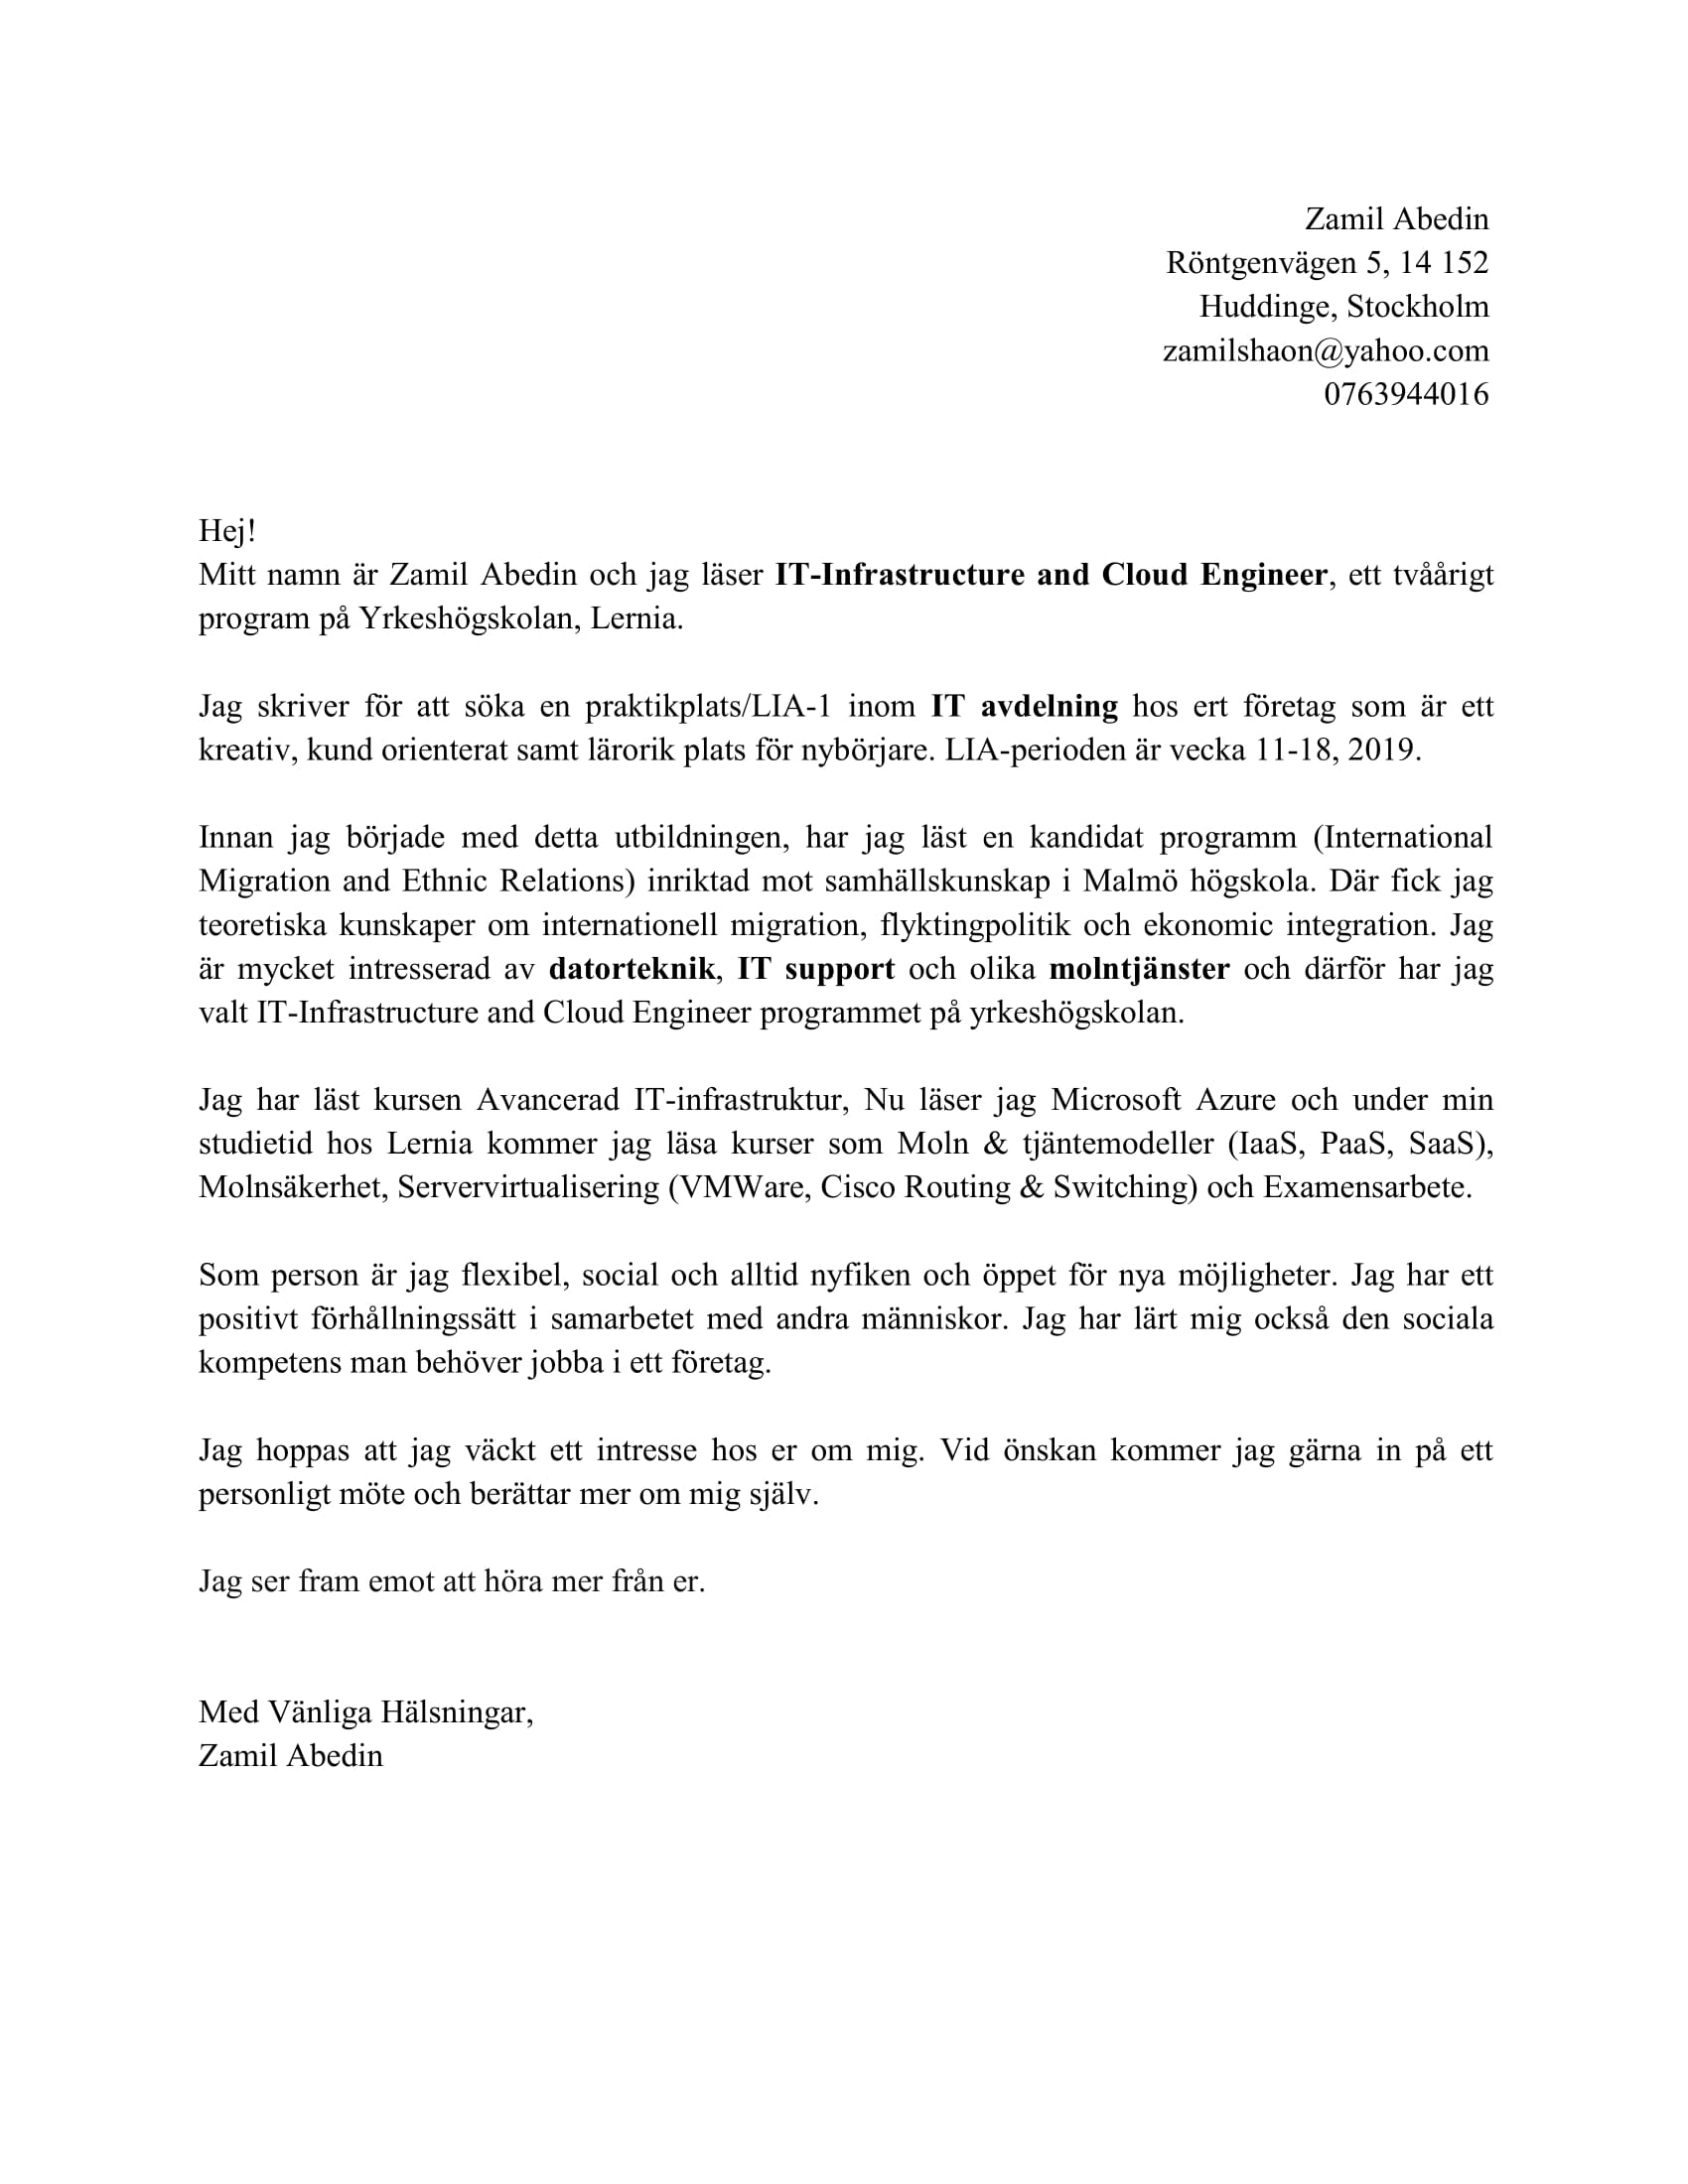 Zamil Abedin
Röntgenvägen 5, 14 152
Huddinge, Stockholm
zamilshaon@yahoo.com
0763944016
Hej!
Mitt namn är Zamil Abedin och jag läser IT-Infrastructure and Cloud Engineer, ett tvåårigt
program på Yrkeshögskolan, Lernia.
Jag skriver för att söka en praktikplats/LIA-1 inom IT avdelning hos ert företag som är ett
kreativ, kund orienterat samt lärorik plats för nybörjare. LIA-perioden är vecka 11-18, 2019.
Innan jag började med detta utbildningen, har jag läst en kandidat programm (International
Migration and Ethnic Relations) inriktad mot samhällskunskap i Malmö högskola. Där fick jag
teoretiska kunskaper om internationell migration, flyktingpolitik och ekonomic integration. Jag
är mycket intresserad av datorteknik, IT support och olika molntjänster och därför har jag
valt IT-Infrastructure and Cloud Engineer programmet på yrkeshögskolan.
Jag har läst kursen Avancerad IT-infrastruktur, Nu läser jag Microsoft Azure och under min
studietid hos Lernia kommer jag läsa kurser som Moln & tjäntemodeller (IaaS, PaaS, SaaS),
Molnsäkerhet, Servervirtualisering (VMWare, Cisco Routing & Switching) och Examensarbete.
Som person är jag flexibel, social och alltid nyfiken och öppet för nya möjligheter. Jag har ett
positivt förhållningssätt i samarbetet med andra människor. Jag har lärt mig också den sociala
kompetens man behöver jobba i ett företag.
Jag hoppas att jag väckt ett intresse hos er om mig. Vid önskan kommer jag gärna in på ett
personligt möte och berättar mer om mig själv.
Jag ser fram emot att höra mer från er.
Med Vänliga Hälsningar,
Zamil Abedin